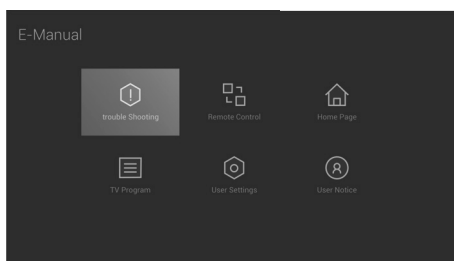 E-Manual
trouble Shooting
Remote Control
Home Page
TV Program
User Settings
User Notice